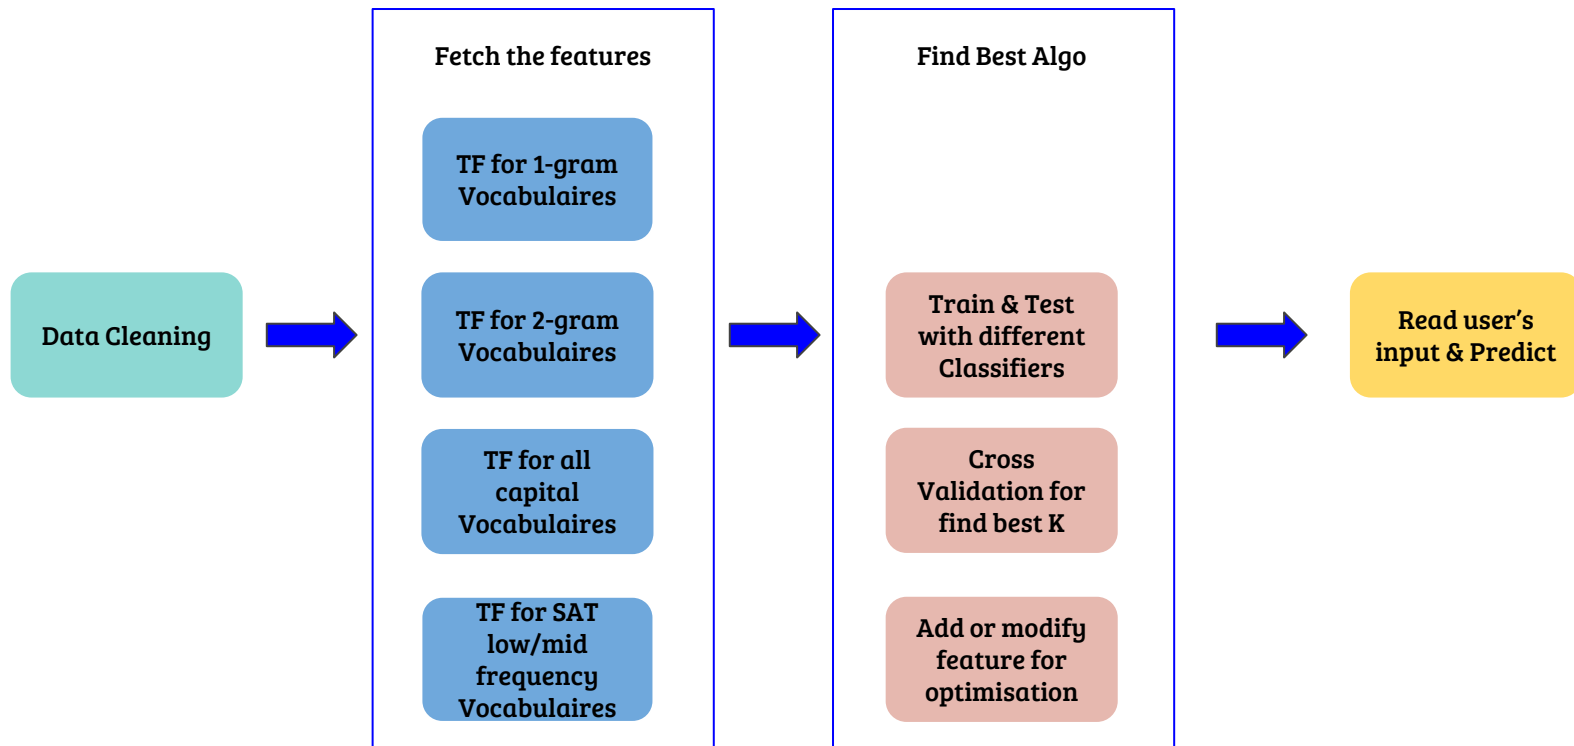 Data Cleaning
Fetch the features
TF for 1-gram
Vocabulaires
TF for 2-gram
Vocabulaires
TF for all
capital
Vocabulaires
TF for SAT
low/mid
frequency
Vocabulaires
Find Best Algo
Train & Test
with different
Classifiers
Cross
Validation for
find best K
Add or modify
feature for
optimisation
Read user's
input & Predict